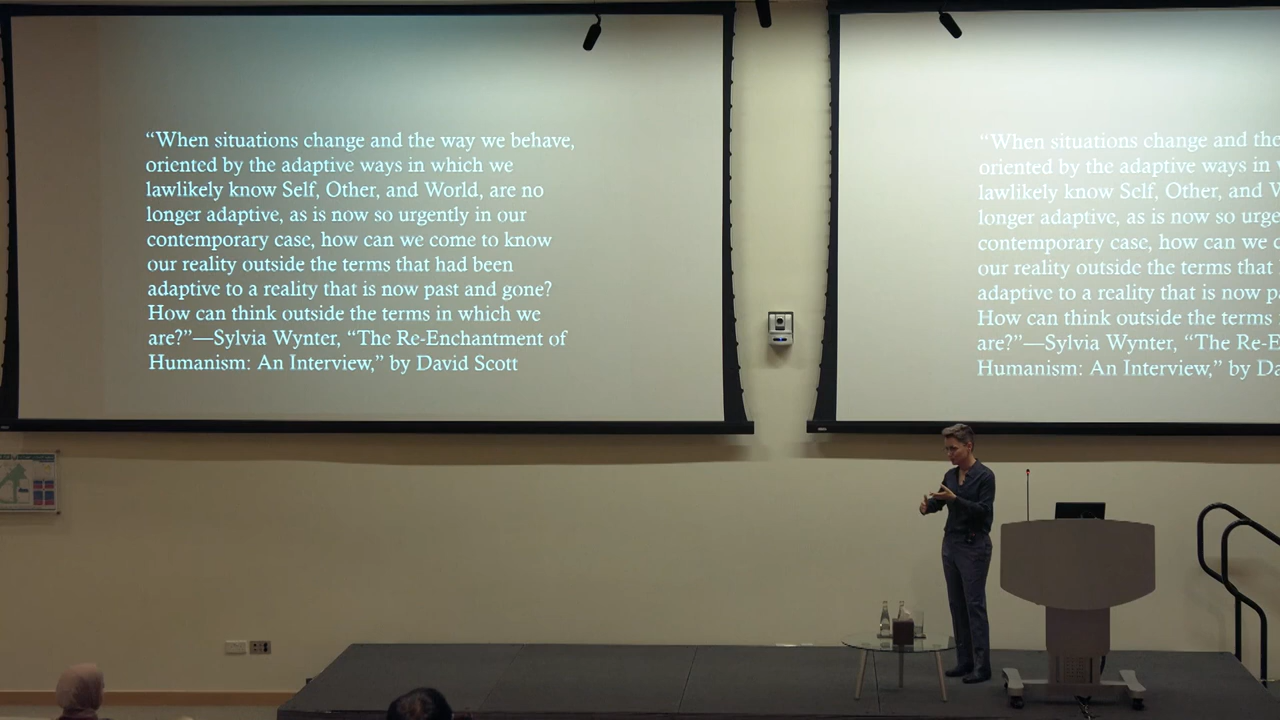 “When situations change and the way we behave,
oriented by the adaptive ways in which we
lawlikely know Self, Other, and World, are no
longer adaptive, as is now so urgently in our
contemporary case, how can we come to know
our reality outside the terms that had been
adaptive to a reality that is now past and gone?
How can think outside the terms in which we
are?”—Sylvia Wynter, “The Re-Enchantment of
Humanism: An Interview,” by David Scott
“When situations change and the
oriented by the adaptive ways in
lawlikely know Self, Other, and
longer adaptive, as is now so
contemporary case, how can we
our reality outside the terms that
adaptive to a reality that is now
How can think outside the terms
are?”—Sylvia Wynter, “The
Humanism: An Interview,” by